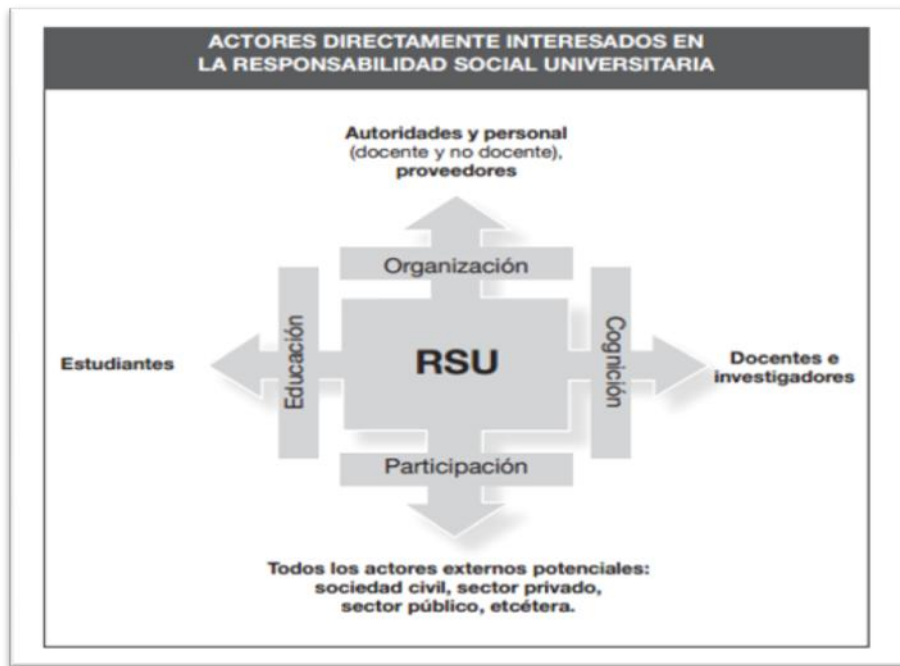 ACTORES DIRECTAMENTE INTERESADOS EN
LA RESPONSABILIDAD SOCIAL UNIVERSITARIA
Autoridades y personal
(docente y no docente),
proveedores
Organización
Educación
RSU
Cognición
Estudiantes
Docentes e
investigadores
Participación
Todos los actores externos potenciales:
sociedad civil, sector privado,
sector público, etcétera.